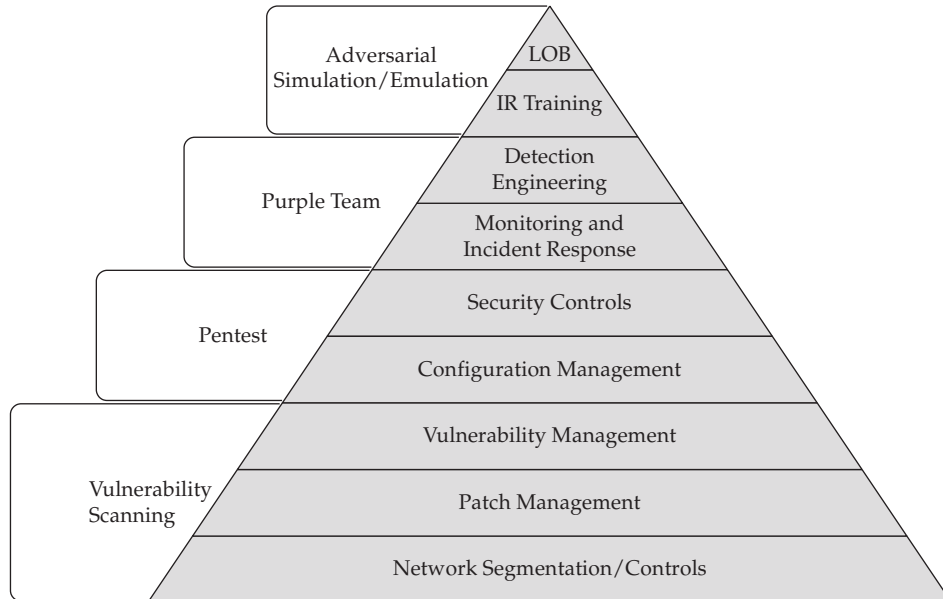 Adversarial
Simulation/Emulation
LOB
IR Training
Purple Team
Detection
Engineering
Monitoring and
Incident Response
Pentest
Security Controls
Configuration Management
Vulnerability
Scanning
Vulnerability Management
Patch Management
Network Segmentation/Controls